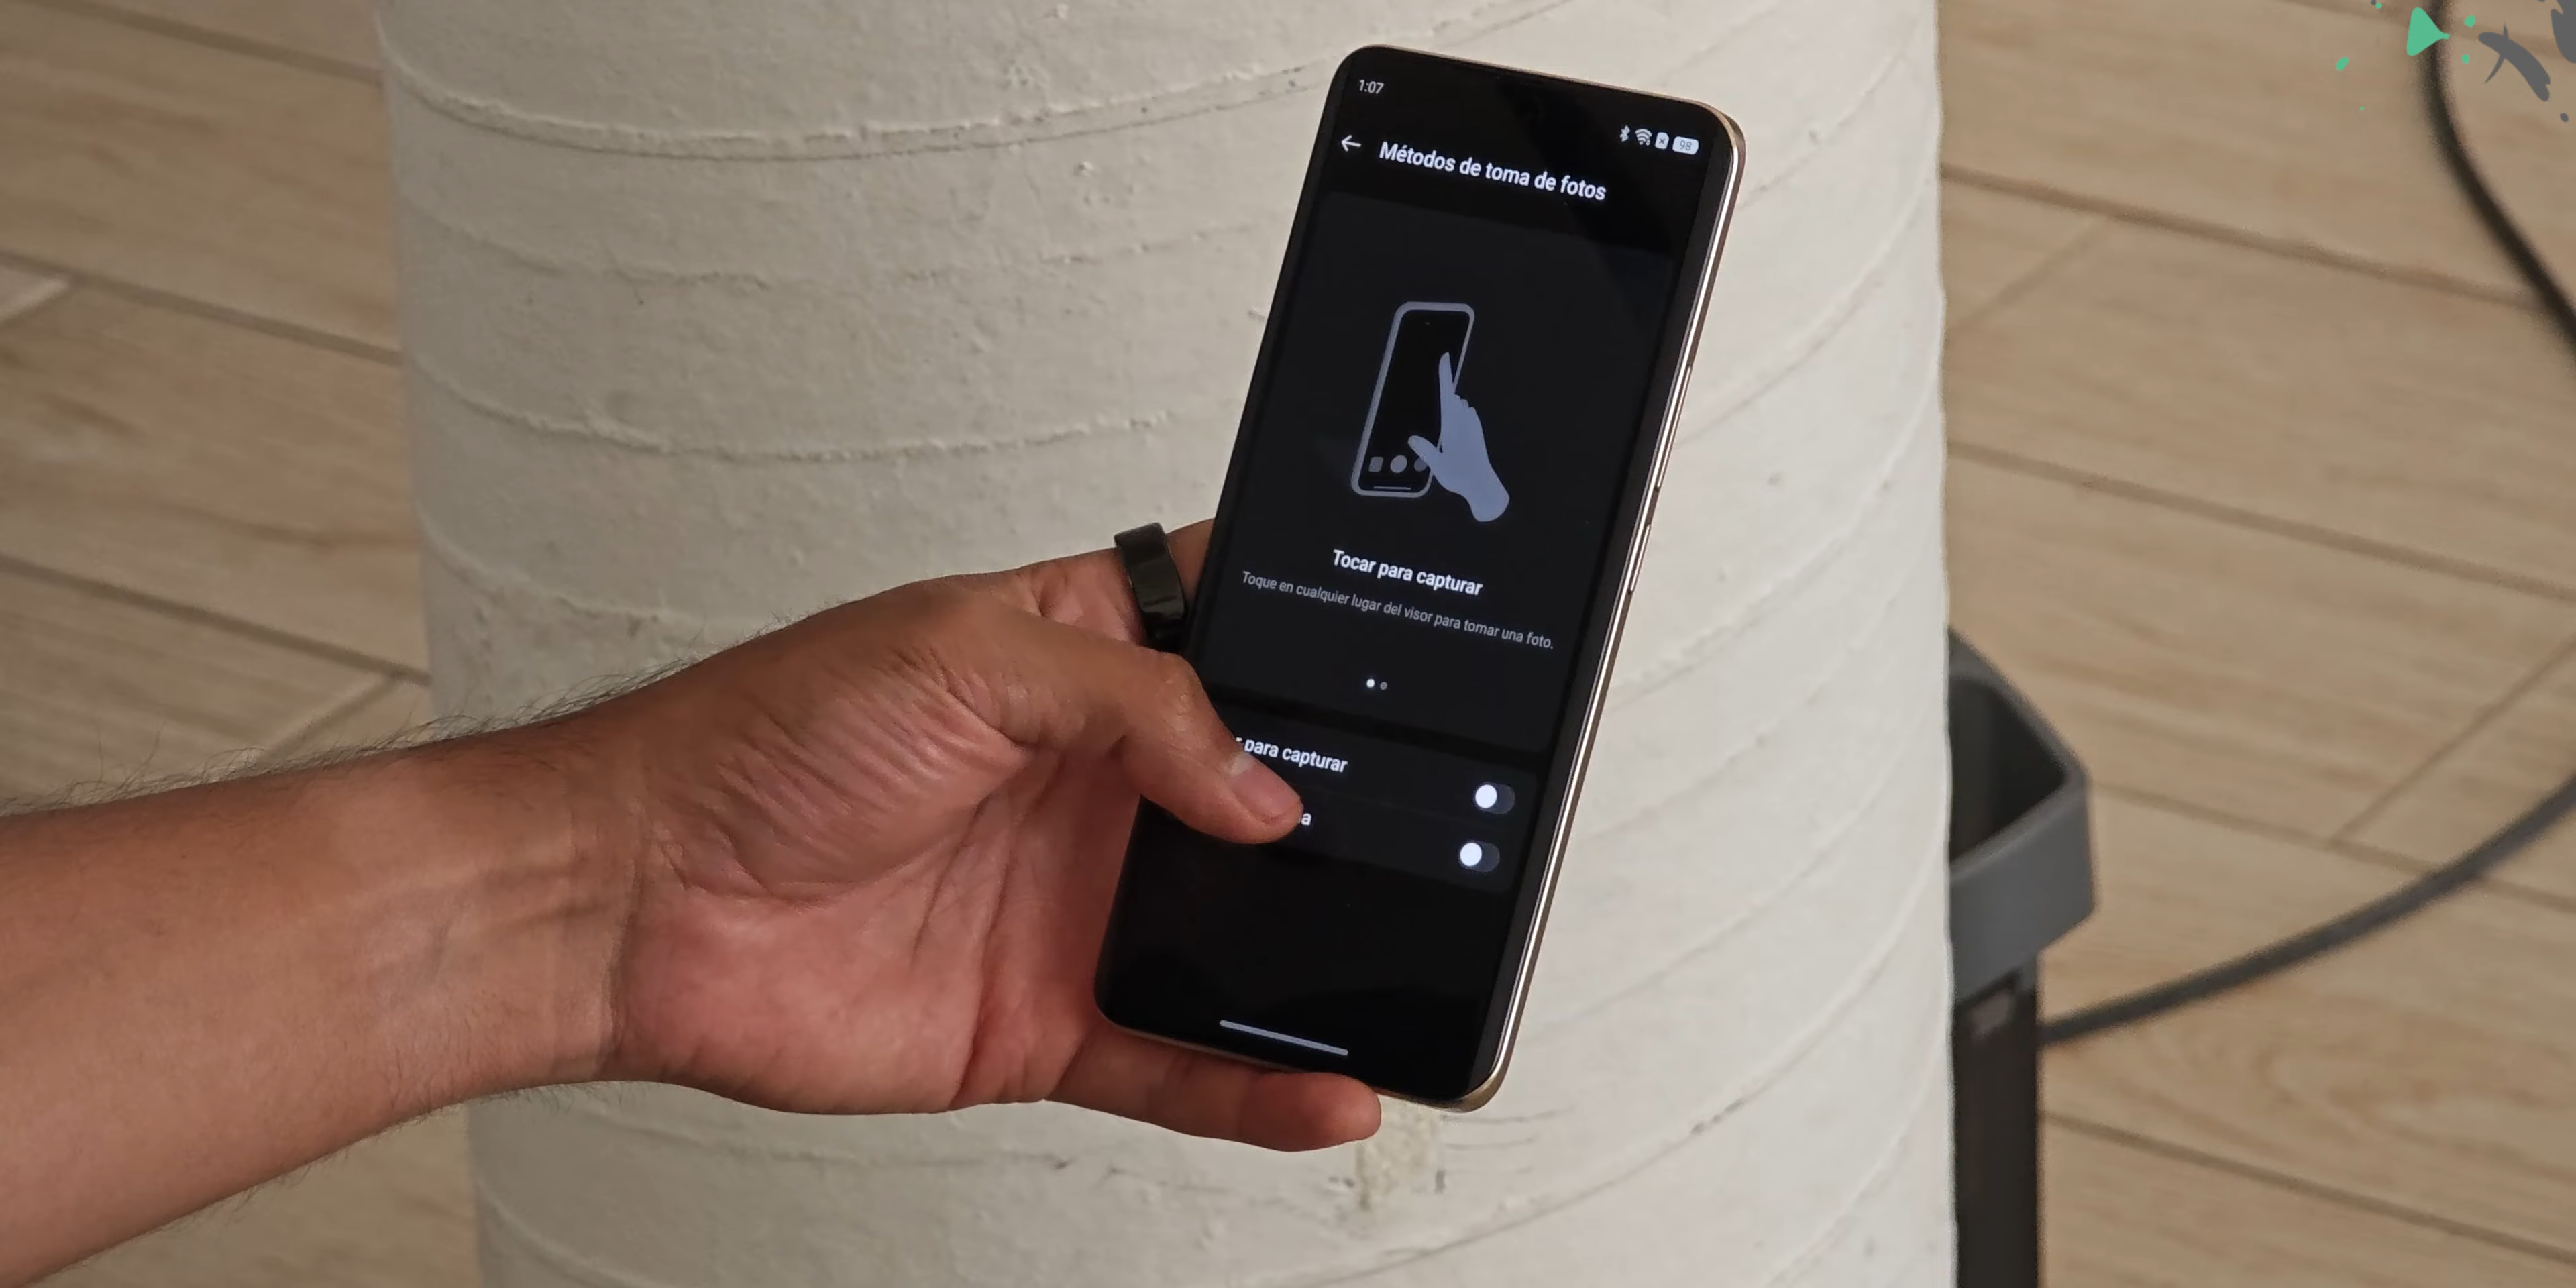 1:07
98
Métodos de toma de fotos
Tocar para capturar
Toque en cualquier lugar del visor para tomar una foto.
para capturar